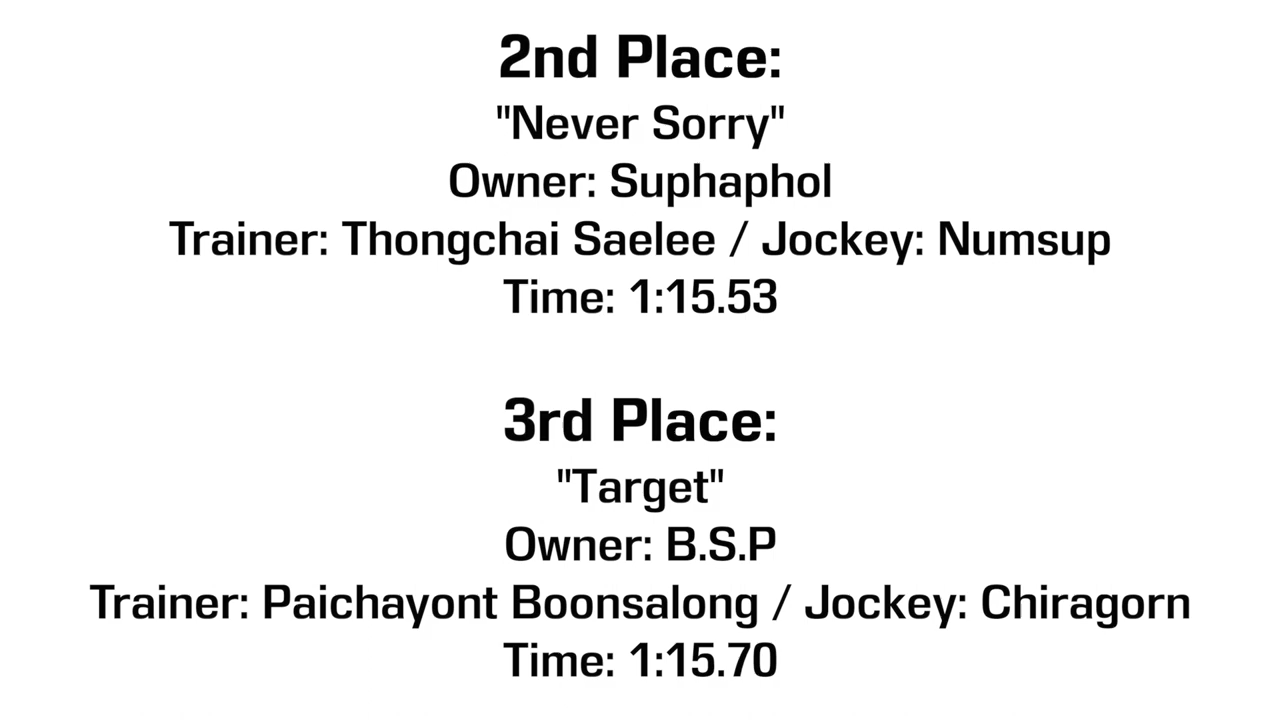 2nd Place:
"Never Sorry"
Owner: Suphaphol
Trainer: Thongchai Saelee / Jockey: Numsup
Time: 1:15.53
3rd Place:
"Target"
Owner: B.S.P
Trainer: Paichayont Boonsalong / Jockey: Chiragorn
Time: 1:15.70